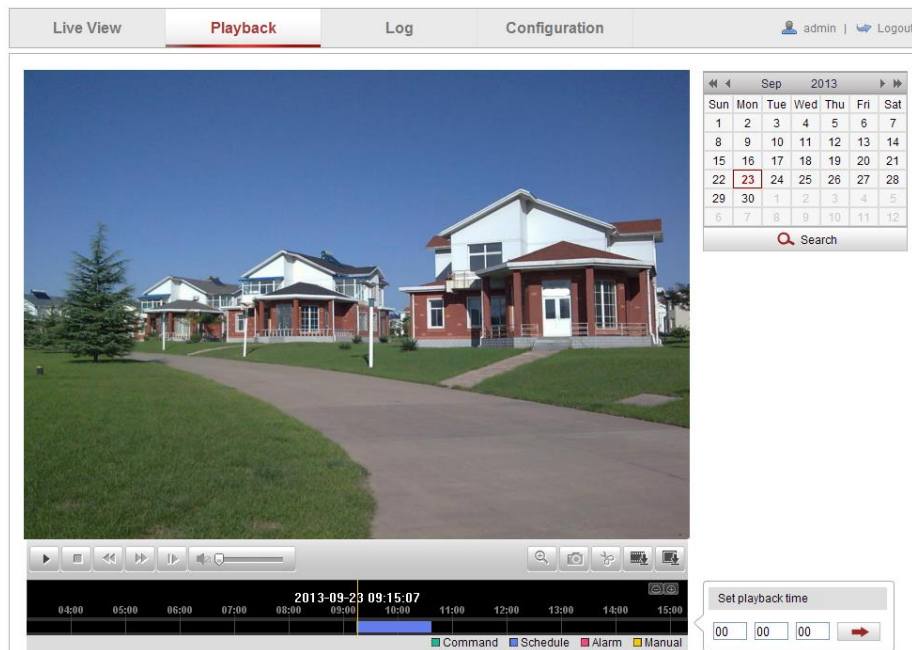 Live View Playback Log Configuration admin | Logout
Sep 2013
Sun Mon Tue Wed Thu Fri Sat
1 2 3 4 5 6 7
8 9 10 11 12 13 14
15 16 17 18 19 20 21
22 23 24 25 26 27 28
29 30 1 2 3 4 5
6 7 8 9 10 11 12
Search
2013-09-23 09:15:07
04:00 05:00 06:00 07:00 08:00 09:00 10:00 11:00 12:00 13:00 14:00 15:00
Command Schedule Alarm Manual
Set playback time
00 00 00